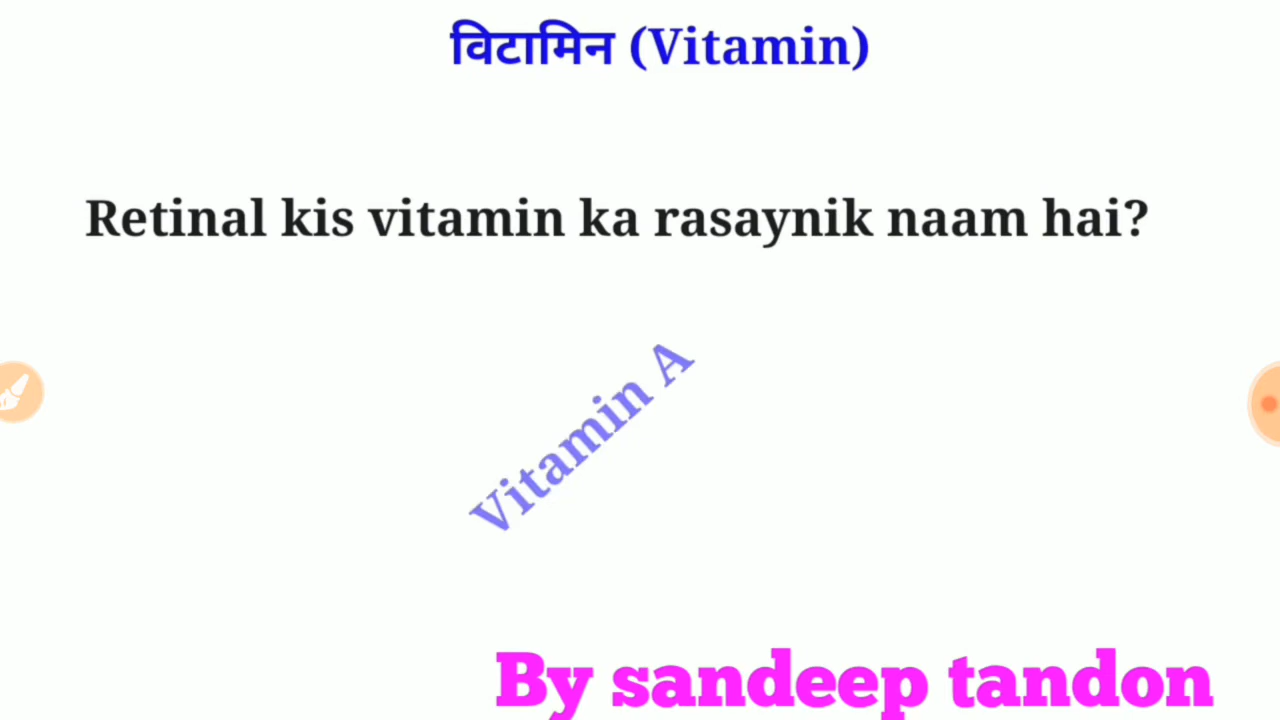 विटामिन (Vitamin)
Retinal kis vitamin ka rasaynik naam hai?
Vitamin A
By sandeep tandon